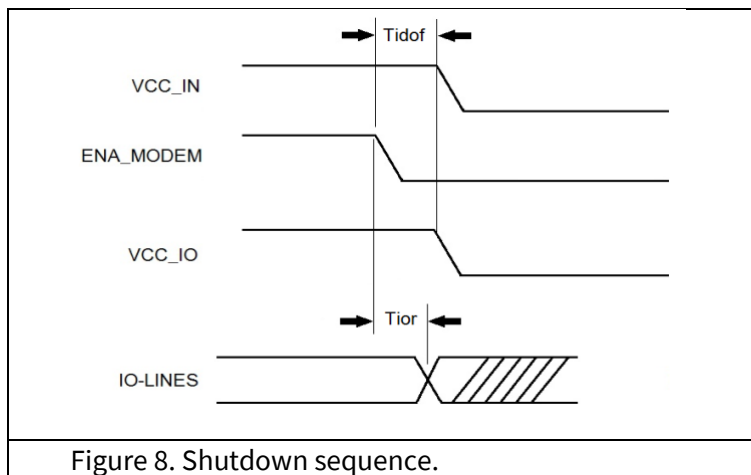 Tidof
VCC_IN
ENA_MODEM
VCC_IO
Tior
IO-LINES
Figure 8. Shutdown sequence.